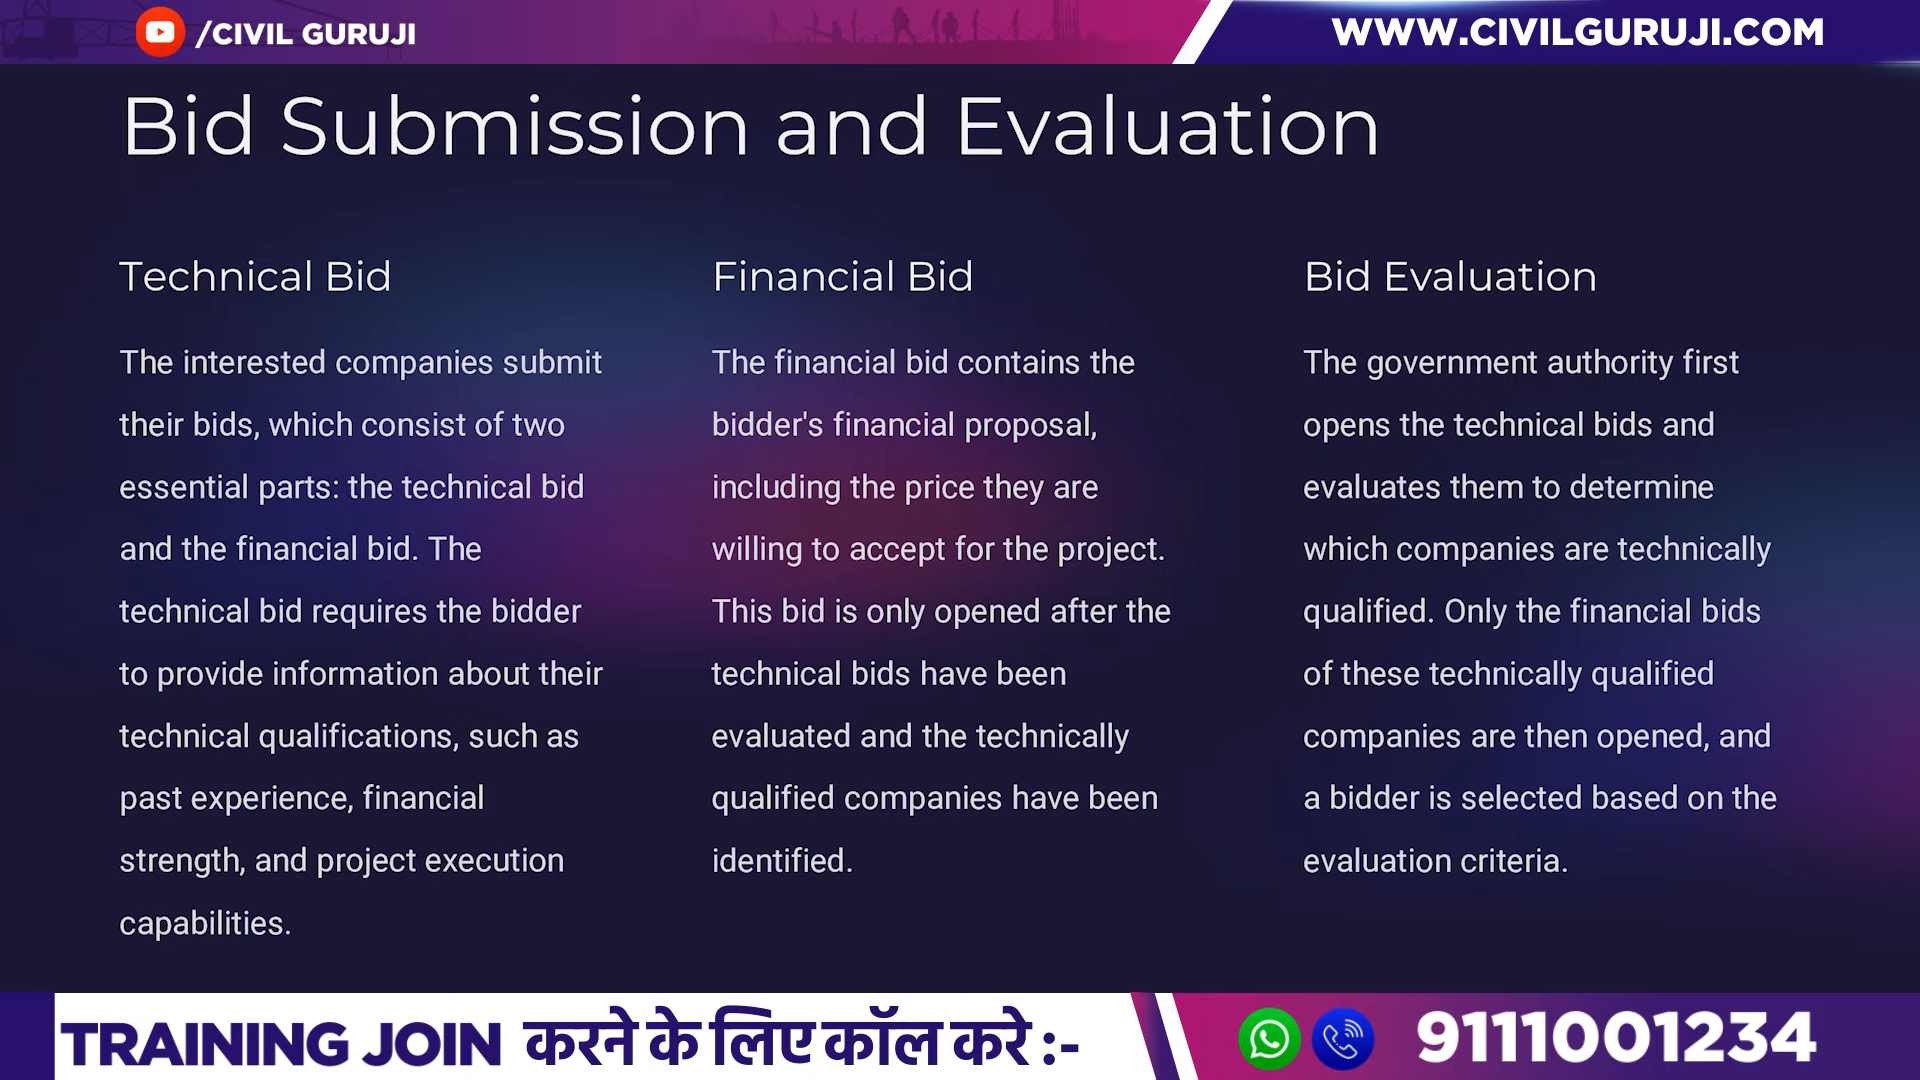 /CIVIL GURUJI
WWW.CIVILGURUJI.COM
Bid Submission and Evaluation
Technical Bid
The interested companies submit
their bids, which consist of two
essential parts: the technical bid
and the financial bid. The
technical bid requires the bidder
to provide information about their
technical qualifications, such as
past experience, financial
strength, and project execution
capabilities.
Financial Bid
The financial bid contains the
bidder's financial proposal,
including the price they are
willing to accept for the project.
This bid is only opened after the
technical bids have been
evaluated and the technically
qualified companies have been
identified.
Bid Evaluation
The government authority first
opens the technical bids and
evaluates them to determine
which companies are technically
qualified. Only the financial bids
of these technically qualified
companies are then opened, and
a bidder is selected based on the
evaluation criteria.
TRAINING JOIN करने के लिए कॉल करे :-
9111001234